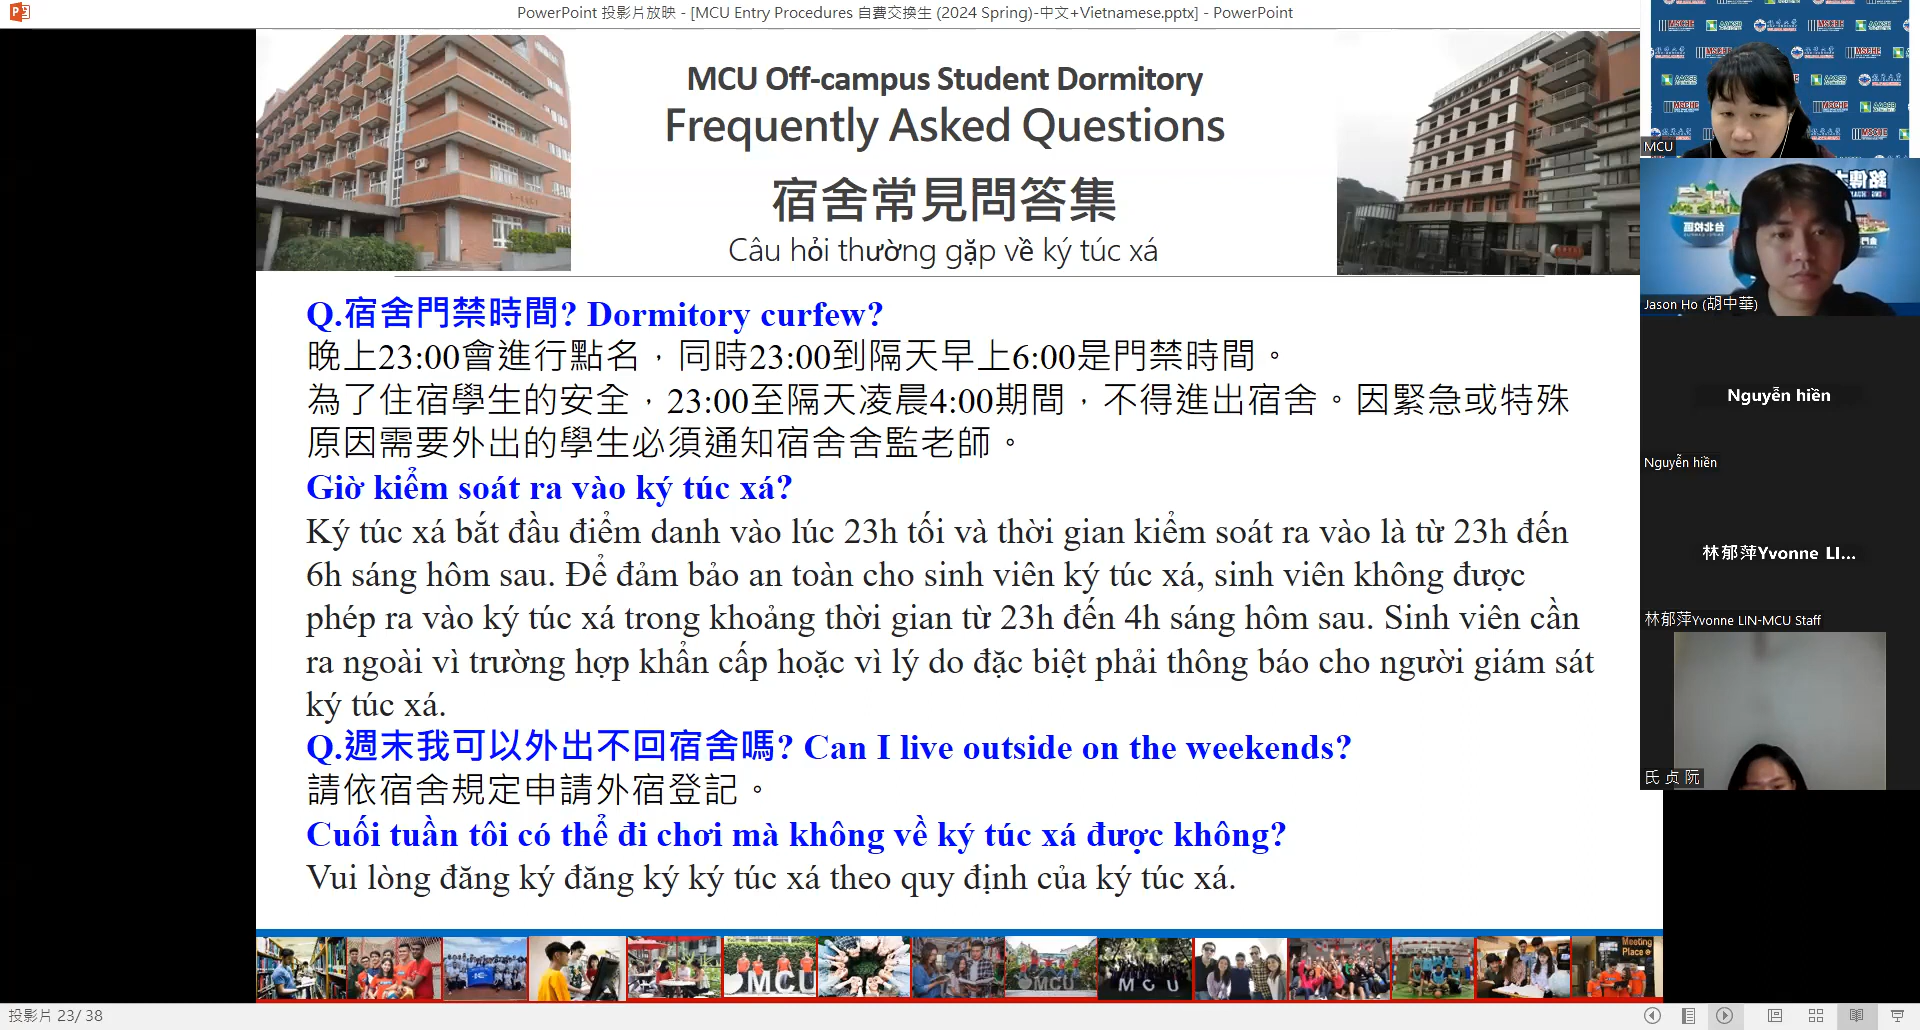 PowerPoint 投影片放映 - [MCU Entry Procedures 自費交換生 (2024 Spring)-中文+Vietnamese.pptx] - PowerPoint
MCU Off-campus Student Dormitory
Frequently Asked Questions
宿舍常見問答集
Câu hỏi thường gặp về ký túc xá
Q.宿舍門禁時間? Dormitory curfew?
晚上23:00會進行點名，同時23:00到隔天早上6:00是門禁時間。
為了住宿學生的安全，23:00至隔天凌晨4:00期間，不得進出宿舍。因緊急或特殊
原因需要外出的學生必須通知宿舍舍監老師。
Giờ kiểm soát ra vào ký túc xá?
Ký túc xá bắt đầu điểm danh vào lúc 23h tối và thời gian kiểm soát ra vào là từ 23h đến
6h sáng hôm sau. Để đảm bảo an toàn cho sinh viên ký túc xá, sinh viên không được
phép ra vào ký túc xá trong khoảng thời gian từ 23h đến 4h sáng hôm sau. Sinh viên cần
ra ngoài vì trường hợp khẩn cấp hoặc vì lý do đặc biệt phải thông báo cho người giám sát
ký túc xá.
Q.週末我可以外出不回宿舍嗎? Can I live outside on the weekends?
請依宿舍規定申請外宿登記。
Cuối tuần tôi có thể đi chơi mà không về ký túc xá được không?
Vui lòng đăng ký đăng ký ký túc xá theo quy định của ký túc xá.
MCU
MCU
M C U
Meeting
Place
投影片 23/ 38
MSCHE
AACSB
MCU
台北校區
Jason Ho (胡中華)
Nguyễn hiền
Nguyễn hiền
林郁萍Yvonne LI...
林郁萍Yvonne LIN-MCU Staff
氏 贞 阮